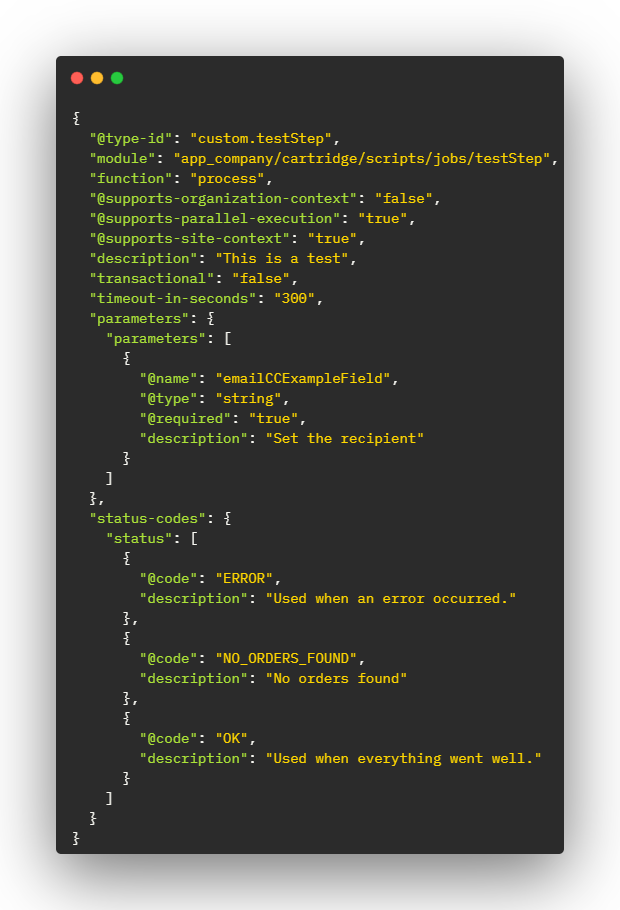 {
  "@type-id": "custom.testStep",
  "module": "app_company/cartridge/scripts/jobs/testStep",
  "function": "process",
  "@supports-organization-context": "false",
  "@supports-parallel-execution": "true",
  "@supports-site-context": "true",
  "description": "This is a test",
  "transactional": "false",
  "timeout-in-seconds": "300",
  "parameters": {
    "parameters": [
      {
        "@name": "emailCCExampleField",
        "@type": "string",
        "@required": "true",
        "description": "Set the recipient"
      }
    ]
  },
  "status-codes": {
    "status": [
      {
        "@code": "ERROR",
        "description": "Used when an error occurred."
      },
      {
        "@code": "NO_ORDERS_FOUND",
        "description": "No orders found"
      },
      {
        "@code": "OK",
        "description": "Used when everything went well."
      }
    ]
  }
}